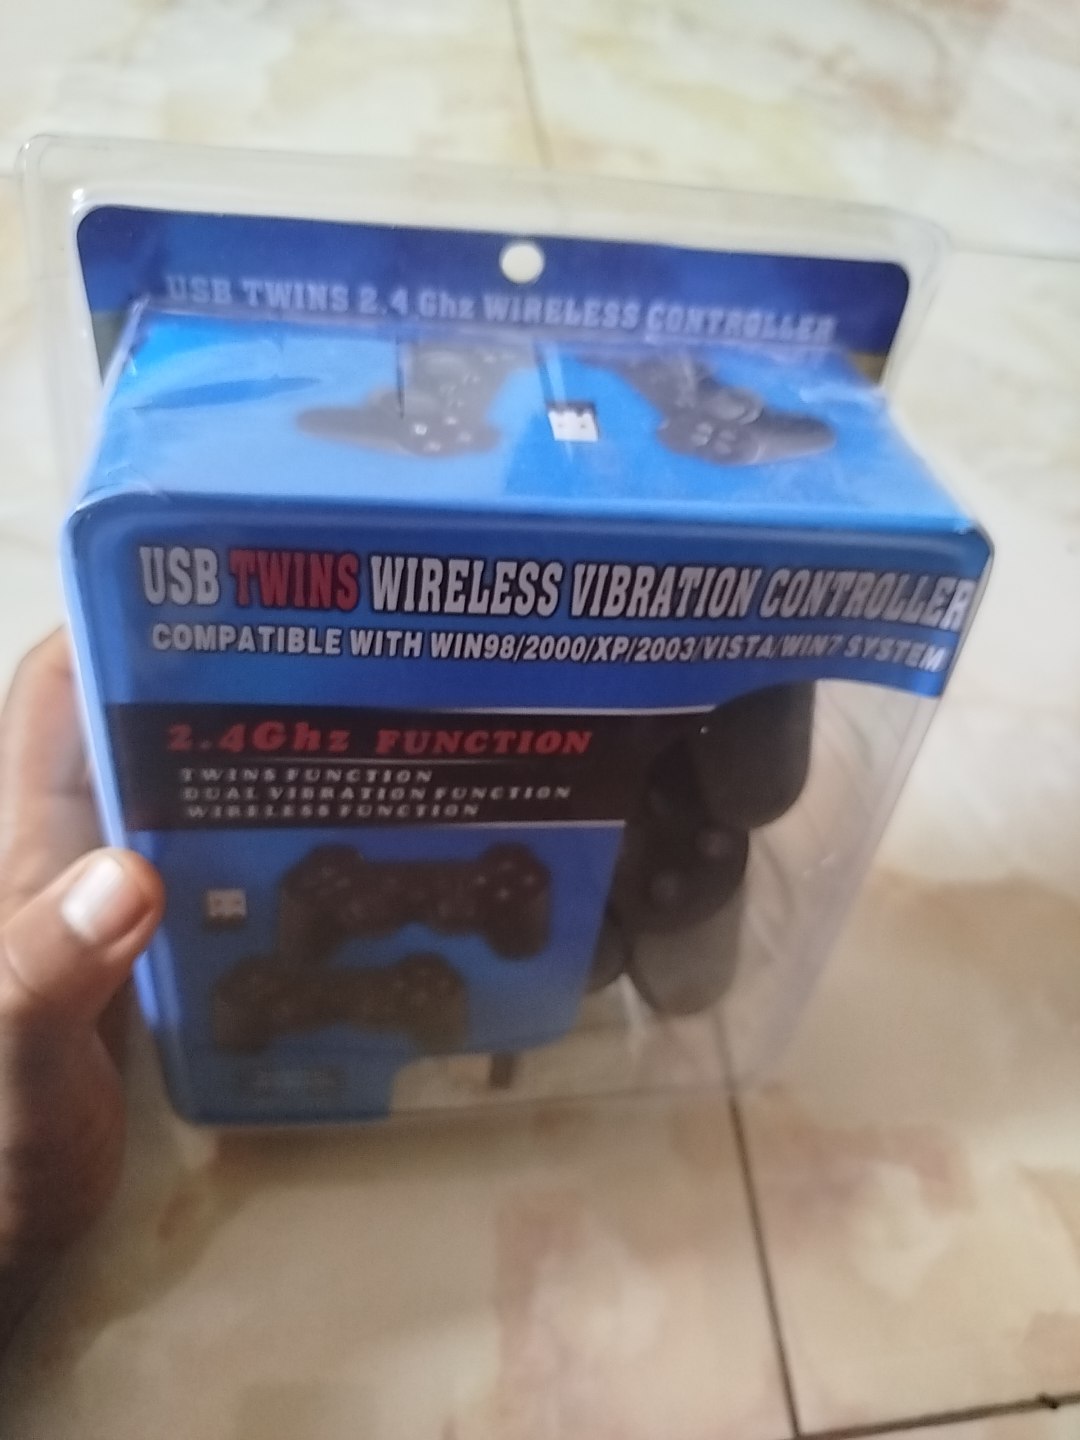 USB TWINS 2.4 Ghz WIRELESS CONTROLLER
USB TWINS WIRELESS VIBRATION CONTROLLER
COMPATIBLE WITH WIN98/2000/XP/2003/VISTA/WIN7 SYSTEM
2.4Ghz FUNCTION
TWINS FUNCTION
DUAL VIBRATION FUNCTION
WIRELESS FUNCTION